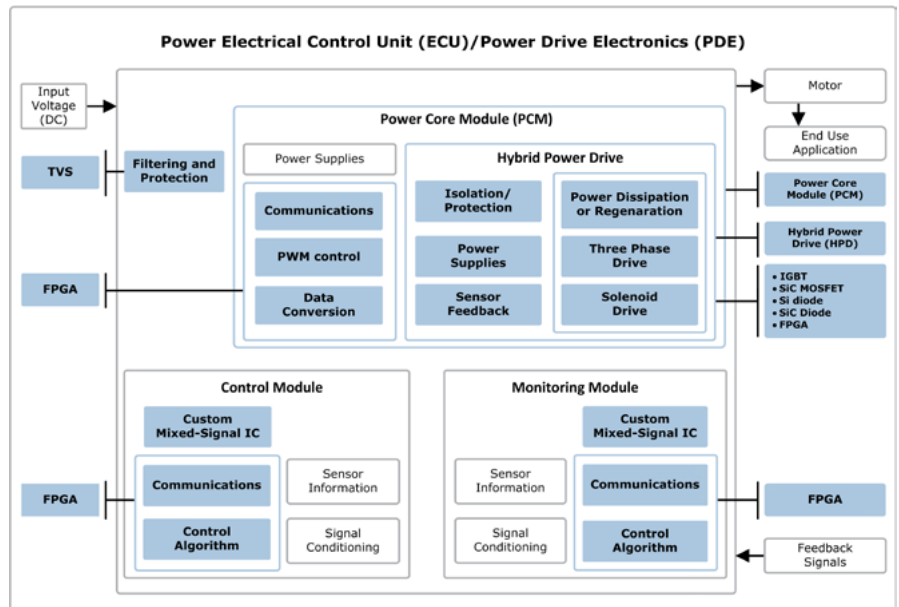 Power Electrical Control Unit (ECU)/Power Drive Electronics (PDE)
Input
Voltage
(DC)
Motor
End Use
Application
Power Core Module (PCM)
Power Supplies
Hybrid Power Drive
TVS
Filtering and
Protection
Communications
PWM control
Data
Conversion
Isolation/
Protection
Power
Supplies
Sensor
Feedback
Power Dissipation
or Regenaration
Three Phase
Drive
Solenoid
Drive
Power Core
Module (PCM)
Hybrid Power
Drive (HPD)
• IGBT
• SiC MOSFET
• Si diode
• SiC Diode
• FPGA
FPGA
Control Module
Custom
Mixed-Signal IC
Communications
Control
Algorithm
Sensor
Information
Signal
Conditioning
FPGA
Monitoring Module
Custom
Mixed-Signal IC
Sensor
Information
Signal
Conditioning
Communications
Control
Algorithm
FPGA
Feedback
Signals